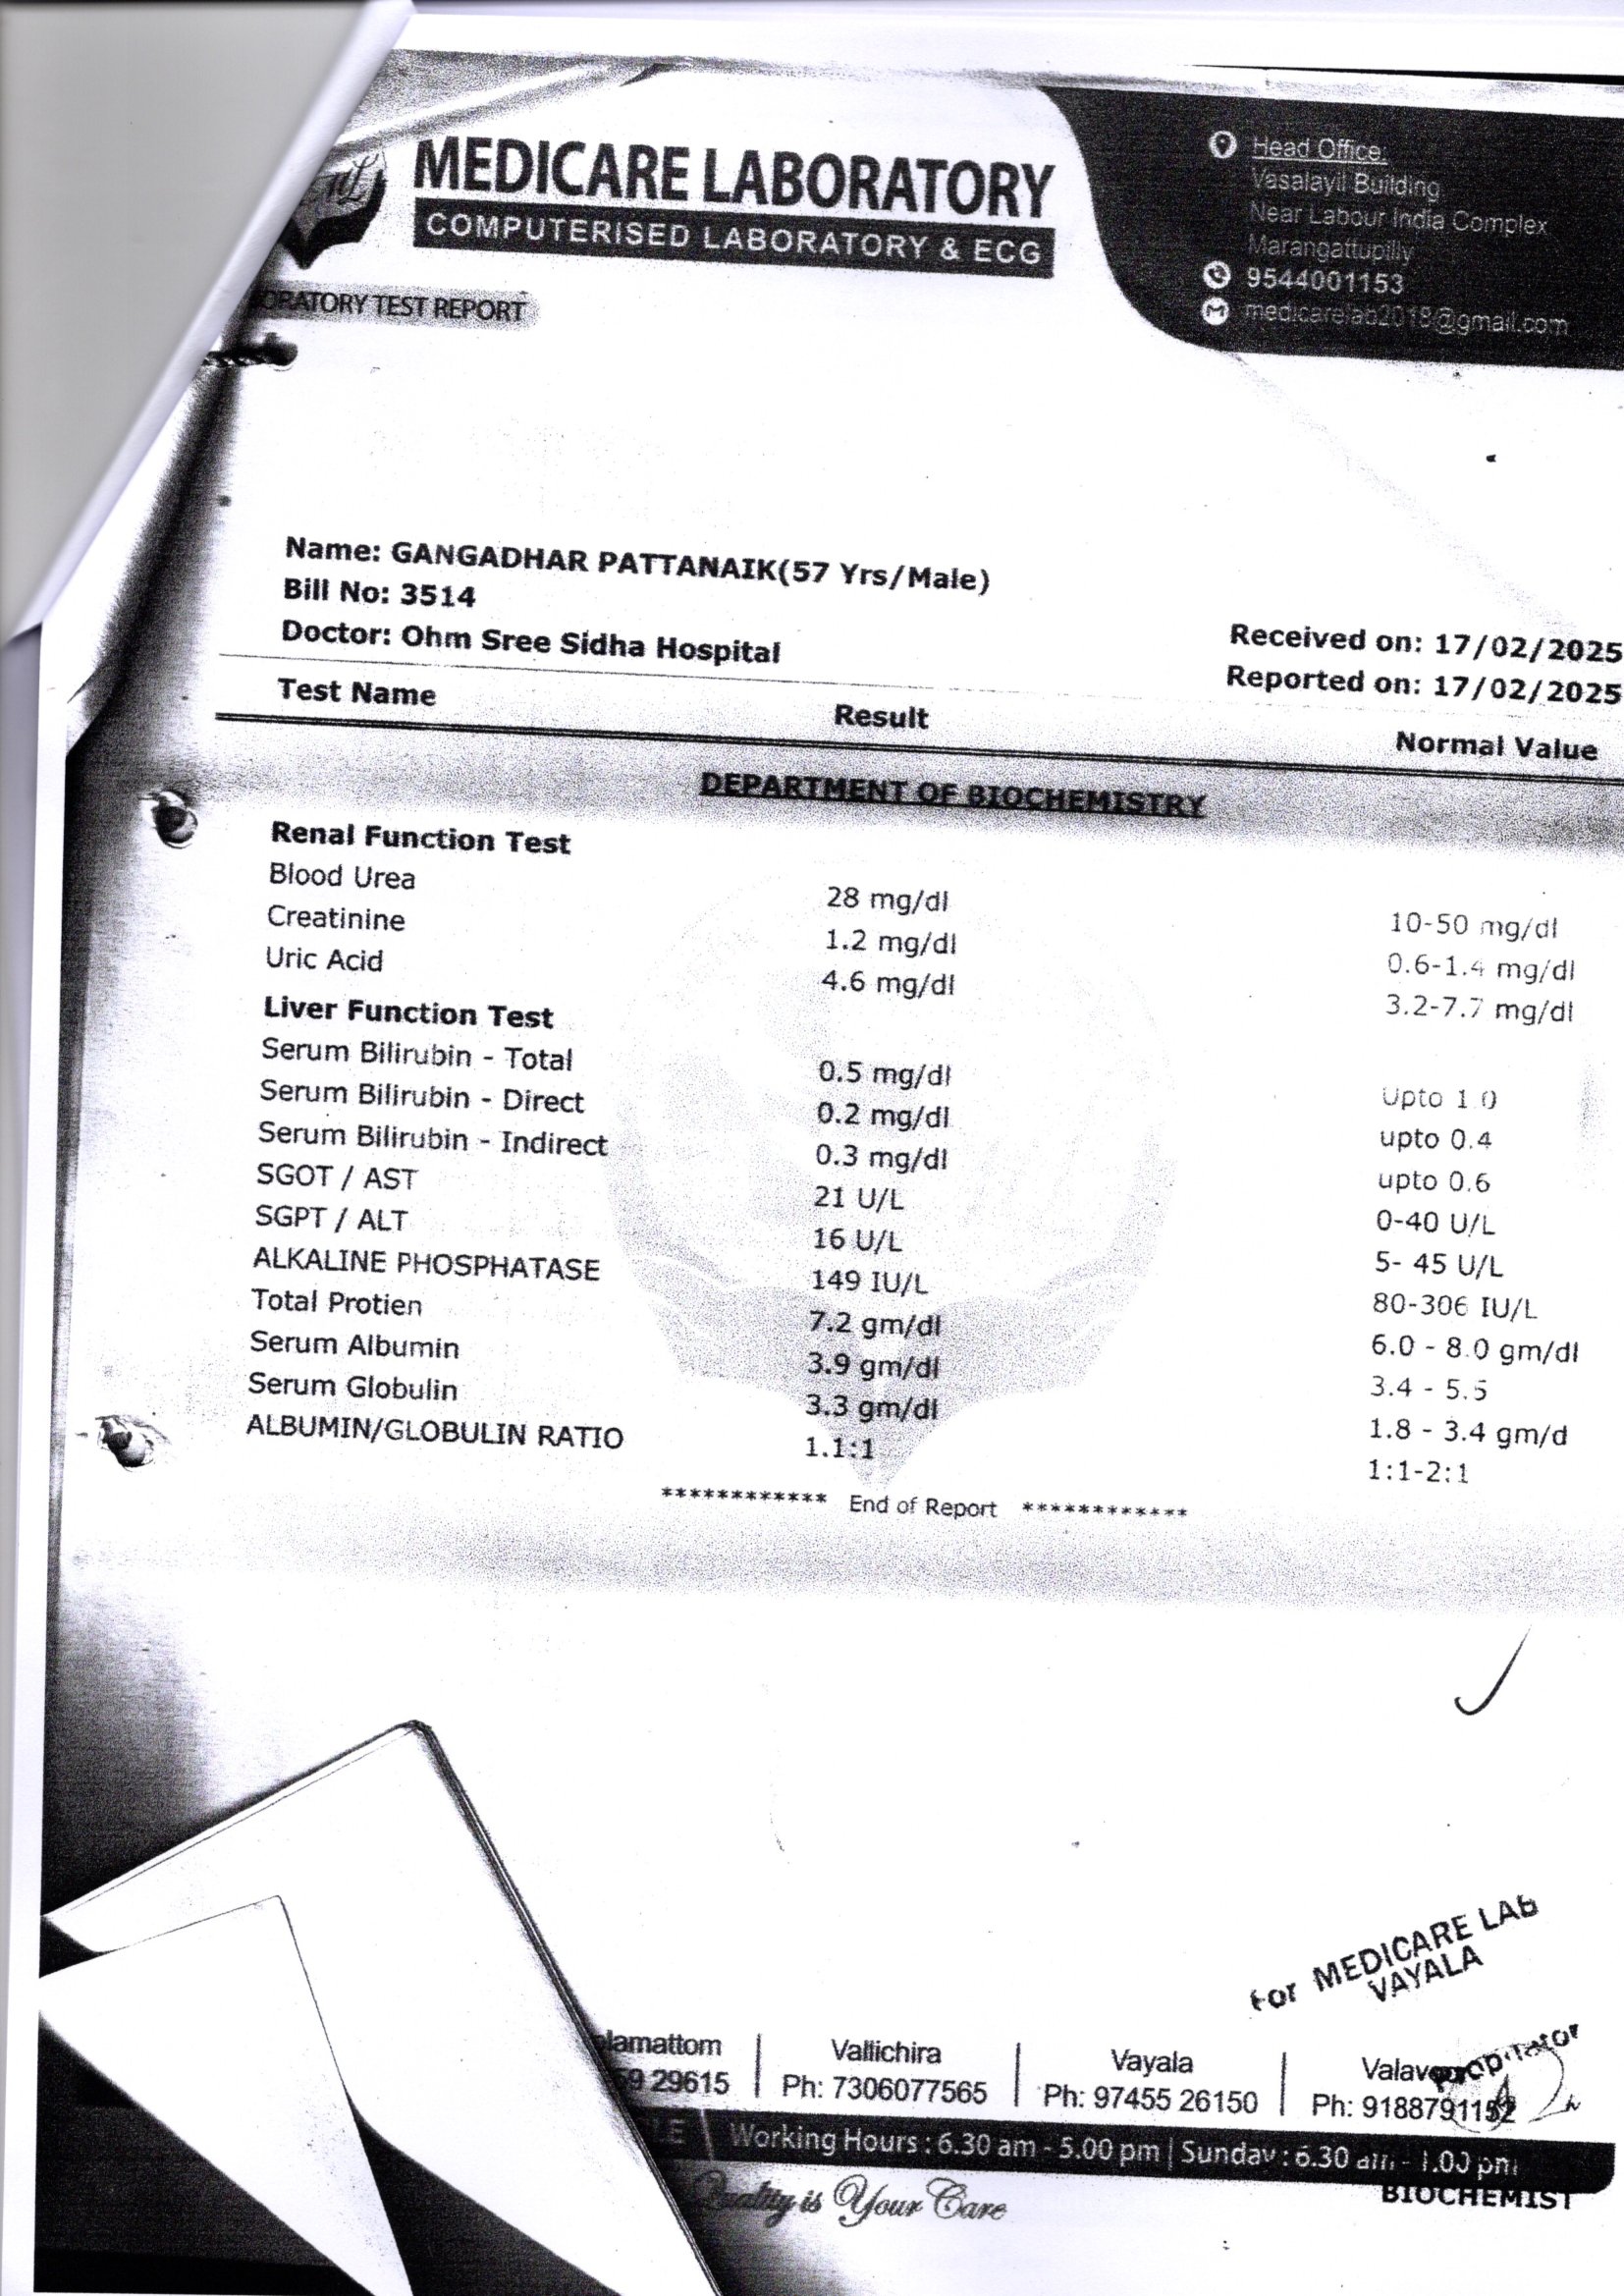 MEDICARE LABORATORY
COMPUTERISED LABORATORY & ECG
ORATORY TEST REPORT
Head Office:
Vasalayil Building
Near Labour India Complex
Marangattupilly
9544001153
medicarelab2018@gmail.com
Name: GANGADHAR PATTANAIK(57 Yrs/Male)
Bill No: 3514
Doctor: Ohm Sree Sidha Hospital
Received on: 17/02/2025
Reported on: 17/02/2025
Test Name Result Normal Value
DEPARTMENT OF BIOCHEMISTRY
Renal Function Test
Blood Urea 28 mg/dl 10-50 mg/dl
Creatinine 1.2 mg/dl 0.6-1.4 mg/dl
Uric Acid 4.6 mg/dl 3.2-7.7 mg/dl
Liver Function Test
Serum Bilirubin - Total 0.5 mg/dl Upto 1.0
Serum Bilirubin - Direct 0.2 mg/dl upto 0.4
Serum Bilirubin - Indirect 0.3 mg/dl upto 0.6
SGOT / AST 21 U/L 0-40 U/L
SGPT / ALT 16 U/L 5- 45 U/L
ALKALINE PHOSPHATASE 149 IU/L 80-306 IU/L
Total Protien 7.2 gm/dl 6.0 - 8.0 gm/dl
Serum Albumin 3.9 gm/dl 3.4 - 5.5
Serum Globulin 3.3 gm/dl 1.8 - 3.4 gm/d
ALBUMIN/GLOBULIN RATIO 1.1:1 1:1-2:1
************ End of Report ************
For MEDICARE LAB
VAYALA
lamattom Vallichira Vayala
29615 Ph: 7306077565 Ph: 97455 26150 Ph: 9188791152
Working Hours : 6.30 am - 5.00 pm | Sunday : 6.30 am - 1.00 pm
Quality is Your Care
BIOCHEMIST